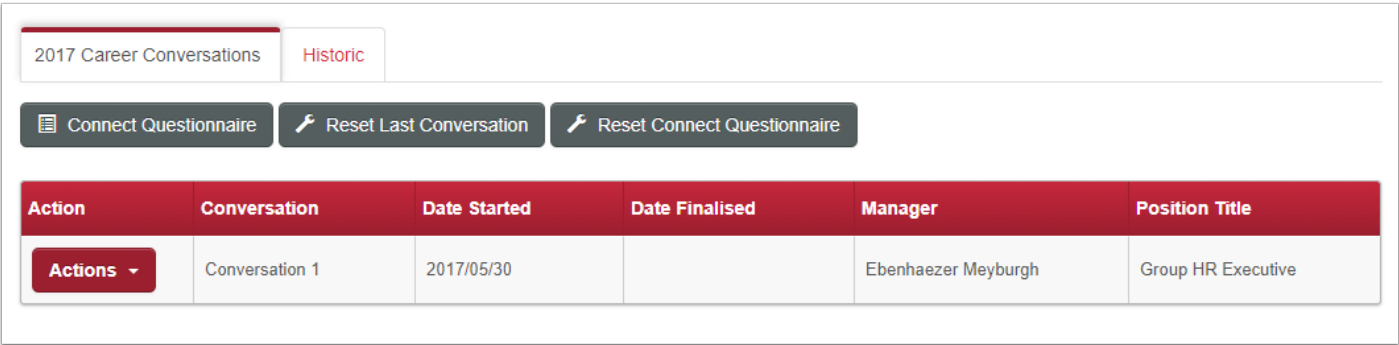 2017 Career Conversations Historic
Connect Questionnaire Reset Last Conversation Reset Connect Questionnaire
Action Conversation Date Started Date Finalised Manager Position Title
Actions Conversation 1 2017/05/30 Ebenhaezer Meyburgh Group HR Executive